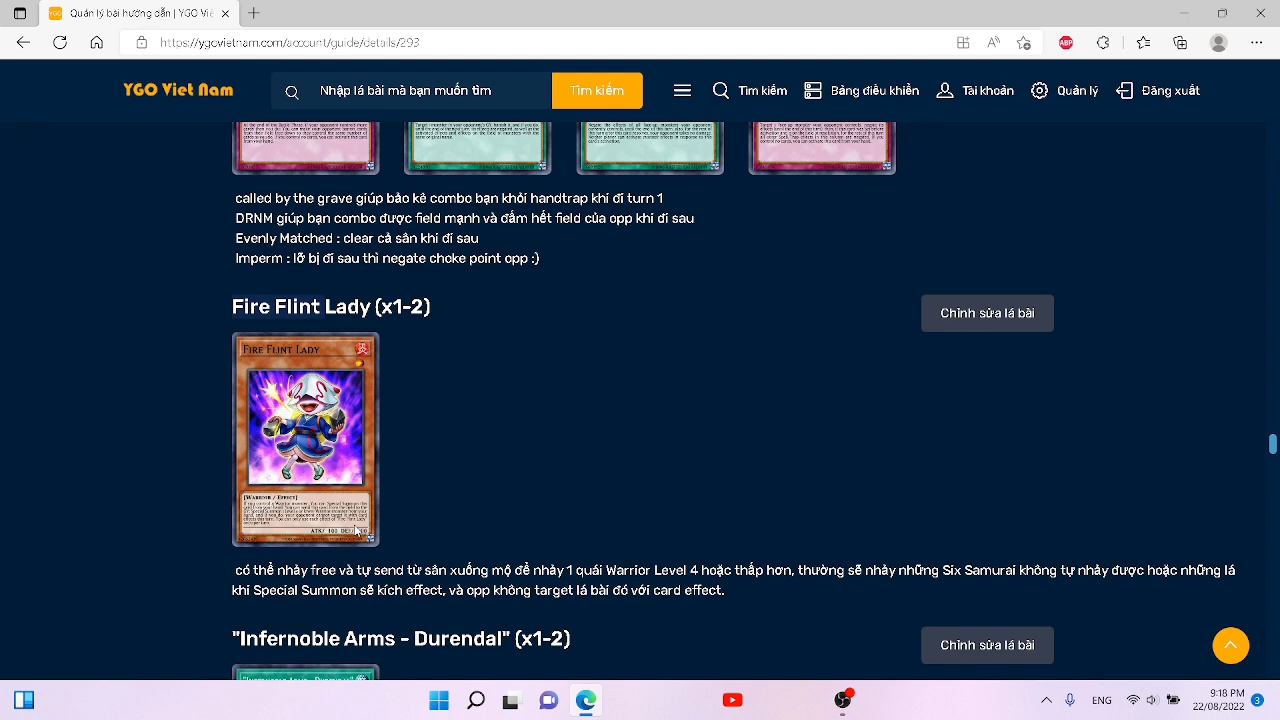 Quản lý bài hướng dẫn | YGO Việ
https://ygovietnam.com/guide/details/293
ABP
YGO Viet Nam
Nhập lá bài mà bạn muốn tìm
Tìm kiếm
Tìm kiếm
Bảng điều khiển
Tài khoản
Quản lý
Đăng xuất
called by the grave giúp bảo kê combo bạn khỏi handtrap khi đi turn 1
DRNM giúp bạn combo được field mạnh và đấm hết field của opp khi đi sau
Evenly Matched : clear cả sân khi đi sau
Imperm : lỡ bị đi sau thì negate choke point opp :)
Fire Flint Lady (x1-2)
Chỉnh sửa lá bài
FIRE FLINT LADY
[WARRIOR / EFFECT]
có thể nhảy free và tự send từ sân xuống mộ để nhảy 1 quái Warrior Level 4 hoặc thấp hơn, thường sẽ nhảy những Six Samurai không tự nhảy được hoặc những lá
khi Special Summon sẽ kích effect, và opp không target lá bài đó với card effect.
"Infernoble Arms - Durendal" (x1-2)
Chỉnh sửa lá bài
ENG
9:18 PM
22/08/2022
3